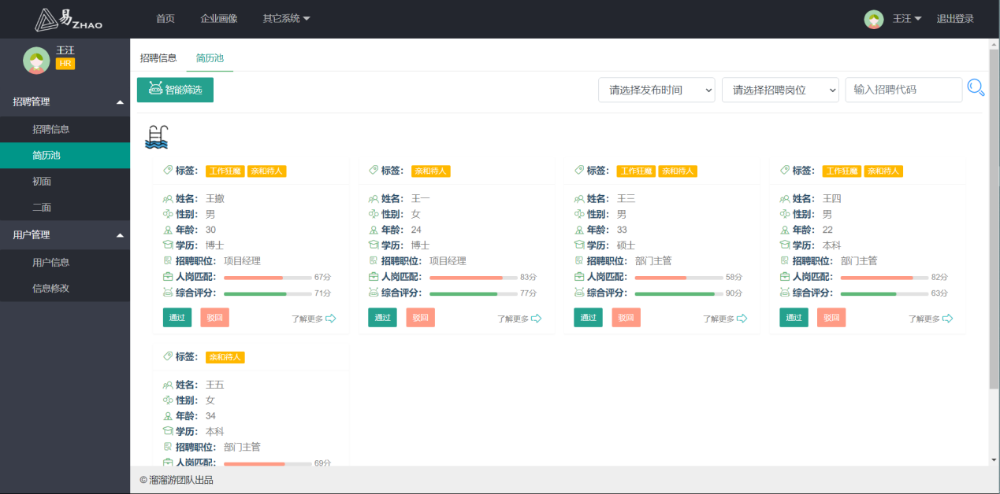 易ZHAO 首页 企业画像 其它系统 王汪 退出登录
王汪
HR
招聘管理
招聘信息
简历池
初面
二面
用户管理
用户信息
信息修改
招聘信息 简历池
智能筛选 请选择发布时间 请选择招聘岗位 输入招聘代码
标签： 工作狂魔 亲和待人
姓名： 王撤
性别： 男
年龄： 30
学历： 博士
招聘职位： 项目经理
人岗匹配： 67分
综合评分： 71分
通过 驳回 了解更多
标签： 亲和待人
姓名： 王一
性别： 女
年龄： 24
学历： 博士
招聘职位： 项目经理
人岗匹配： 83分
综合评分： 77分
通过 驳回 了解更多
标签： 工作狂魔 亲和待人
姓名： 王三
性别： 男
年龄： 33
学历： 硕士
招聘职位： 部门主管
人岗匹配： 58分
综合评分： 90分
通过 驳回 了解更多
标签： 工作狂魔 亲和待人
姓名： 王四
性别： 男
年龄： 22
学历： 本科
招聘职位： 部门主管
人岗匹配： 82分
综合评分： 63分
通过 驳回 了解更多
标签： 亲和待人
姓名： 王五
性别： 女
年龄： 34
学历： 本科
招聘职位： 部门主管
人岗匹配： 69分
© 溜溜游团队出品